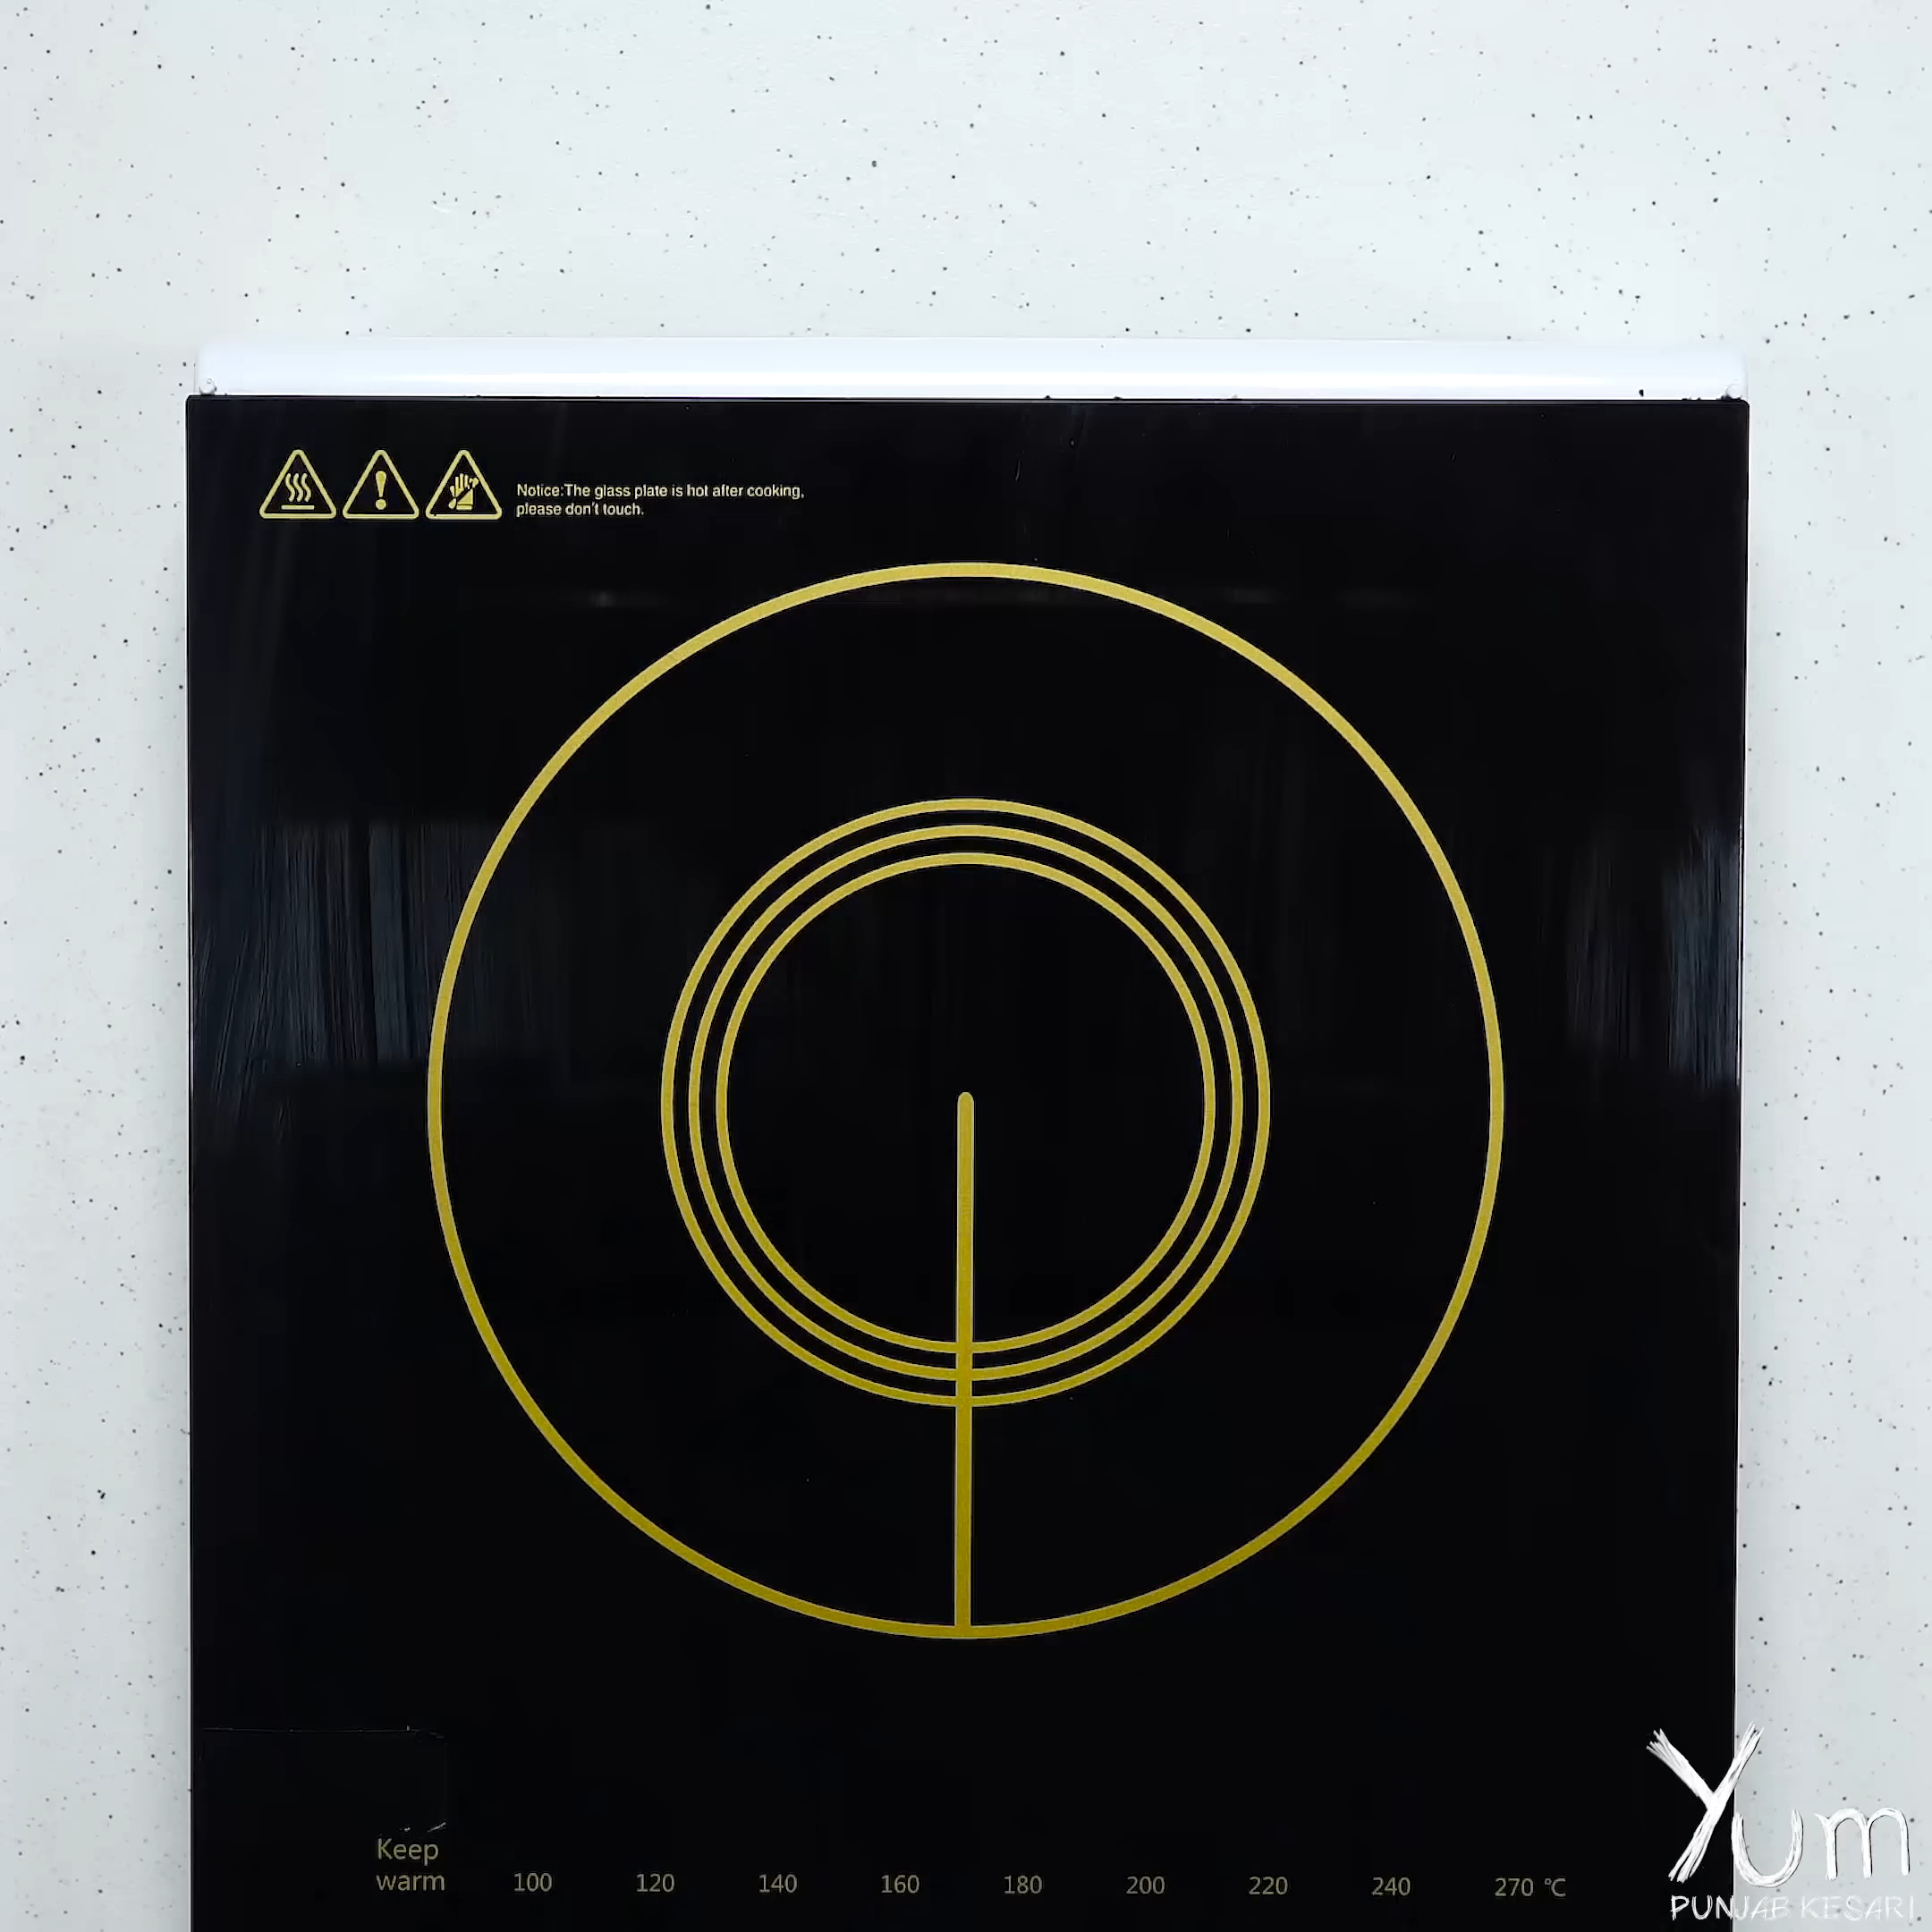 Notice:The glass plate is hot after cooking,
please don't touch.
Keep
warm
100 120 140 160 180 200 220 240 270 ℃
Yum
PUNJAB KESARI